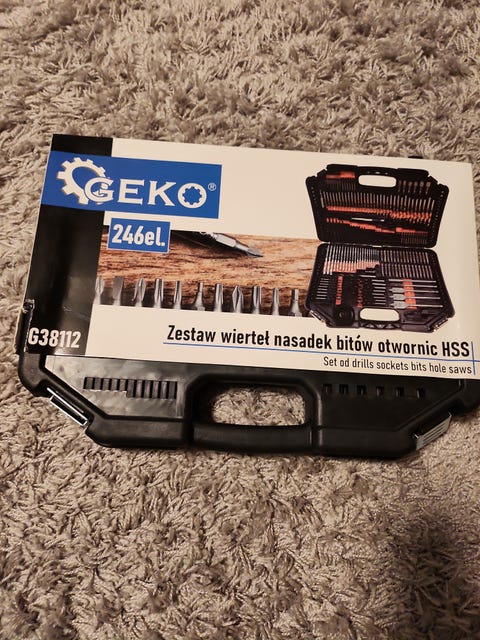 GEKO®
246el.
G38112
Zestaw wierteł nasadek bitów otwornic HSS
Set od drills sockets bits hole saws